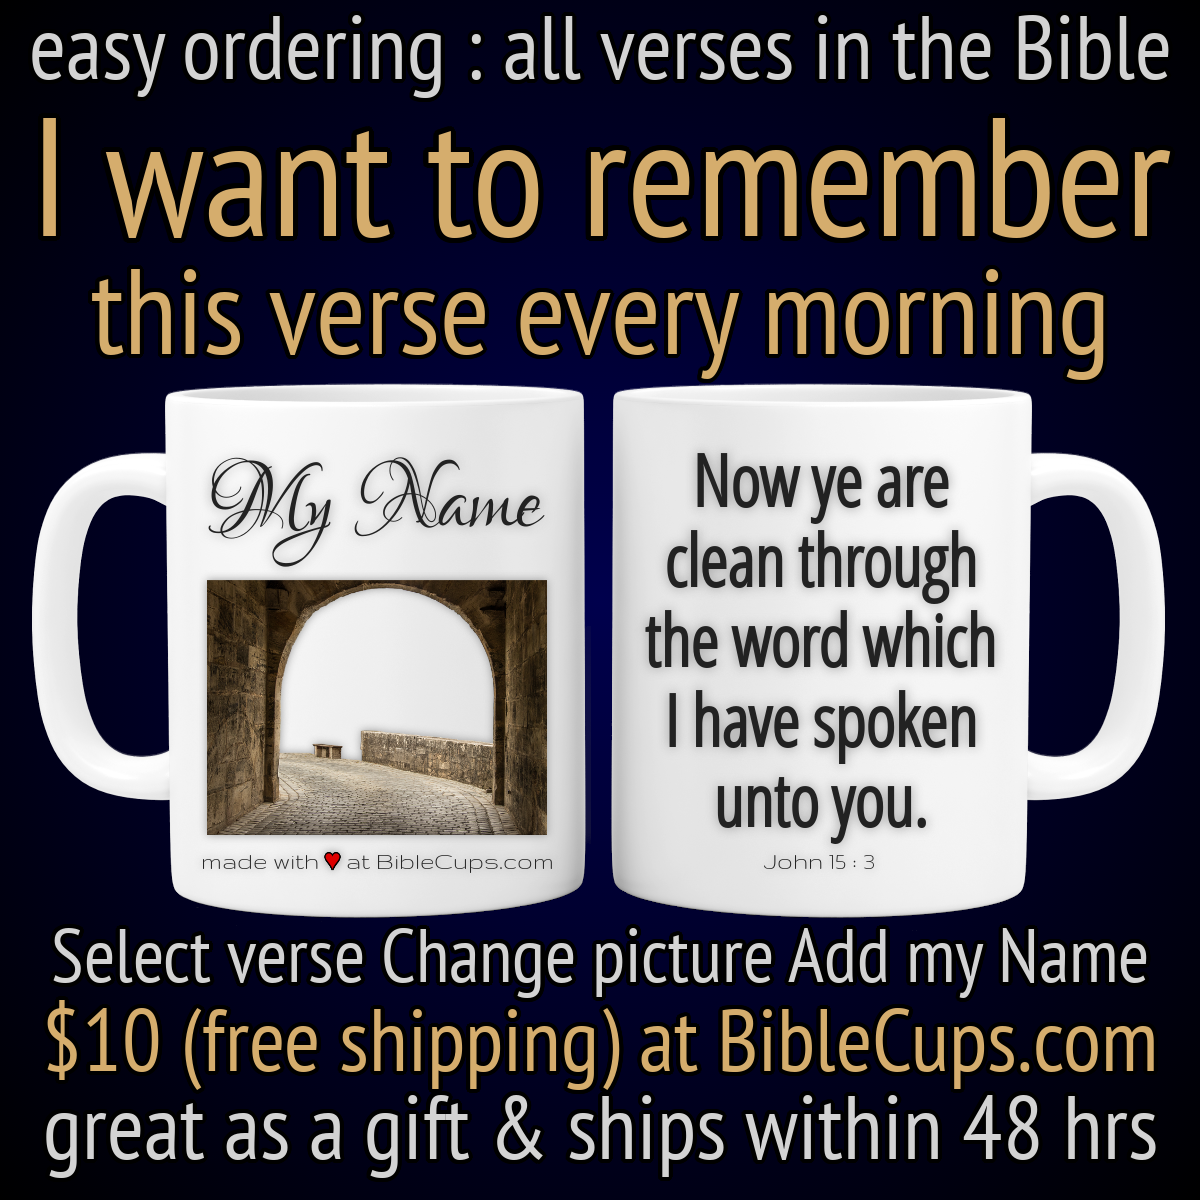 easy ordering : all verses in the Bible
I want to remember
this verse every morning
My Name
made with ♥ at BibleCups.com
Now ye are
clean through
the word which
I have spoken
unto you.
John 15 : 3
Select verse Change picture Add my Name
$10 (free shipping) at BibleCups.com
great as a gift & ships within 48 hrs